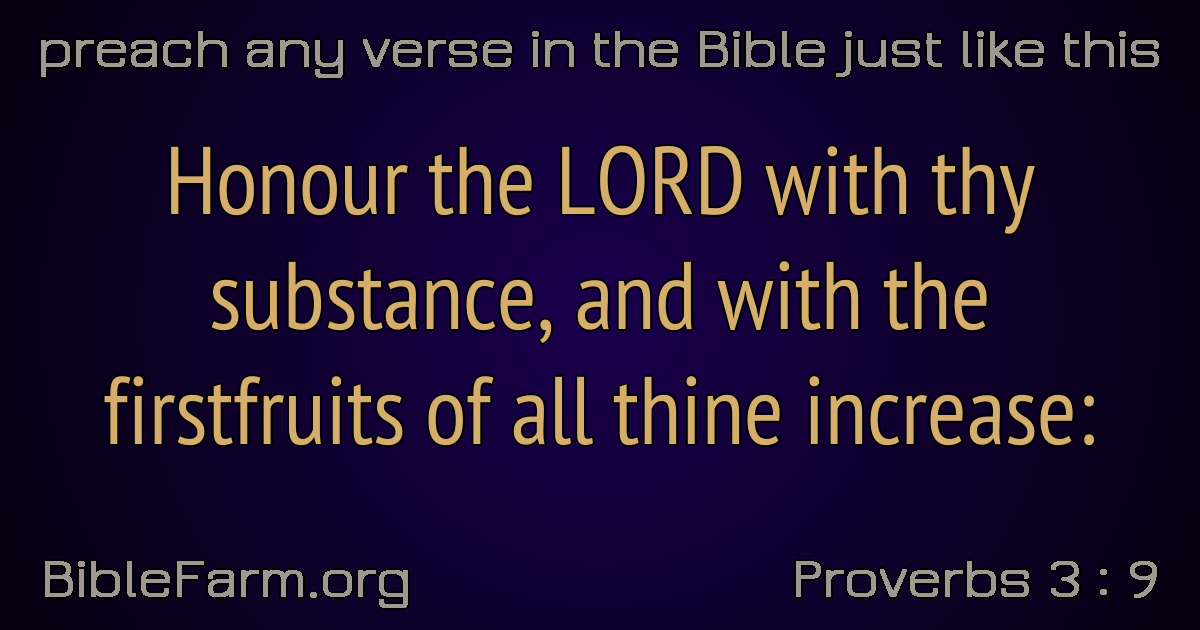 preach any verse in the Bible just like this
Honour the LORD with thy
substance, and with the
firstfruits of all thine increase:
BibleFarm.org
Proverbs 3 : 9